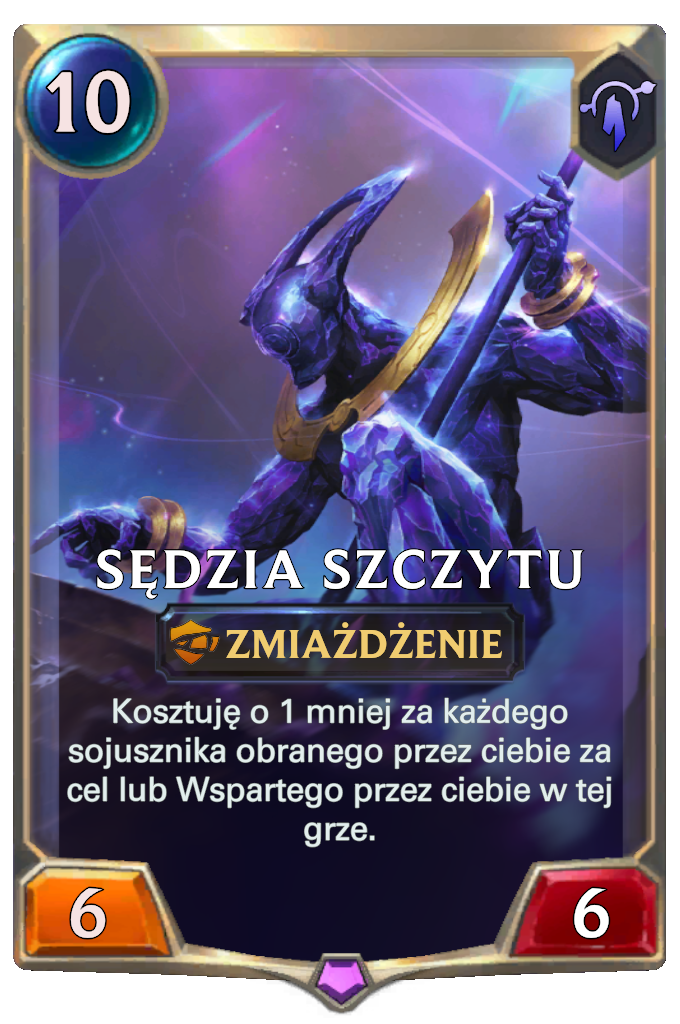 10
SĘDZIA SZCZYTU
ZMIAŻDŻENIE
Kosztuję o 1 mniej za każdego
sojusznika obranego przez ciebie za
cel lub Wspartego przez ciebie w tej
grze.
6
6